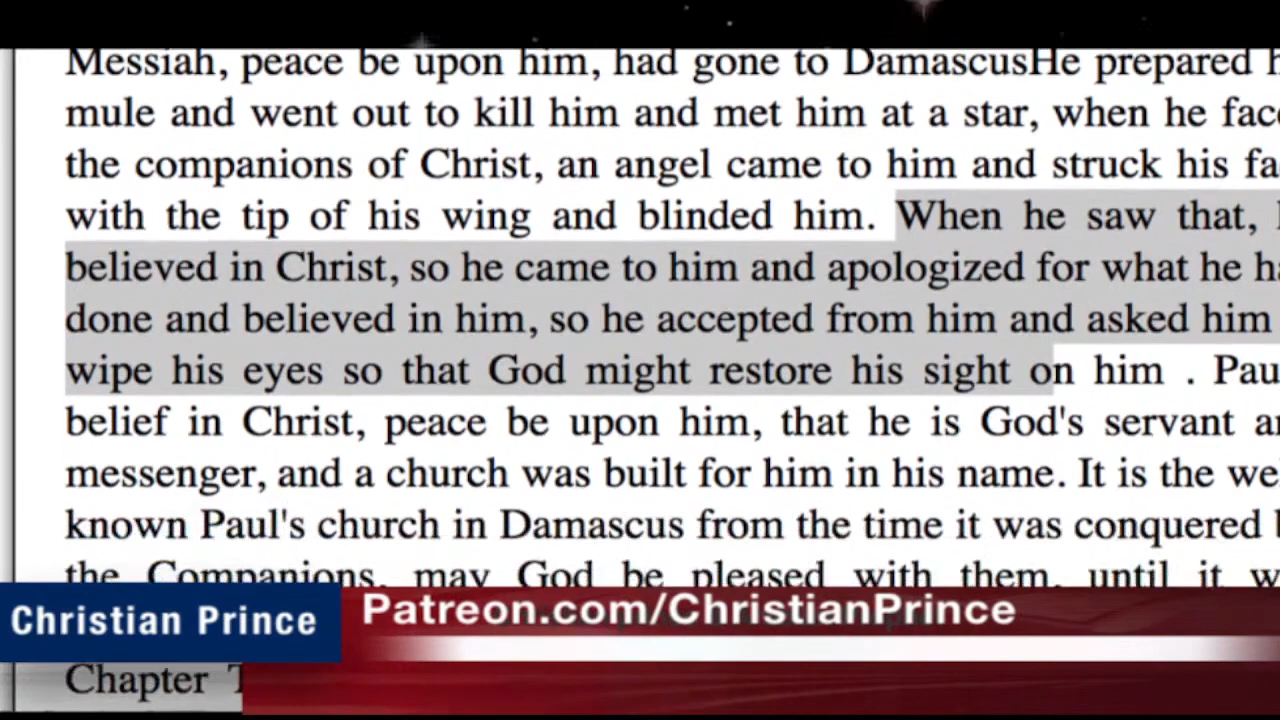 Messiah, peace be upon him, had gone to DamascusHe prepared
mule and went out to kill him and met him at a star, when he
the companions of Christ, an angel came to him and struck his
with the tip of his wing and blinded him. When he saw that,
believed in Christ, so he came to him and apologized for what he
done and believed in him, so he accepted from him and asked him
wipe his eyes so that God might restore his sight on him . 
belief in Christ, peace be upon him, that he is God's servant
messenger, and a church was built for him in his name. It is the
known Paul's church in Damascus from the time it was conquered
the Companions, may God be pleased with them, until it
Christian Prince
Patreon.com/ChristianPrince
Chapter